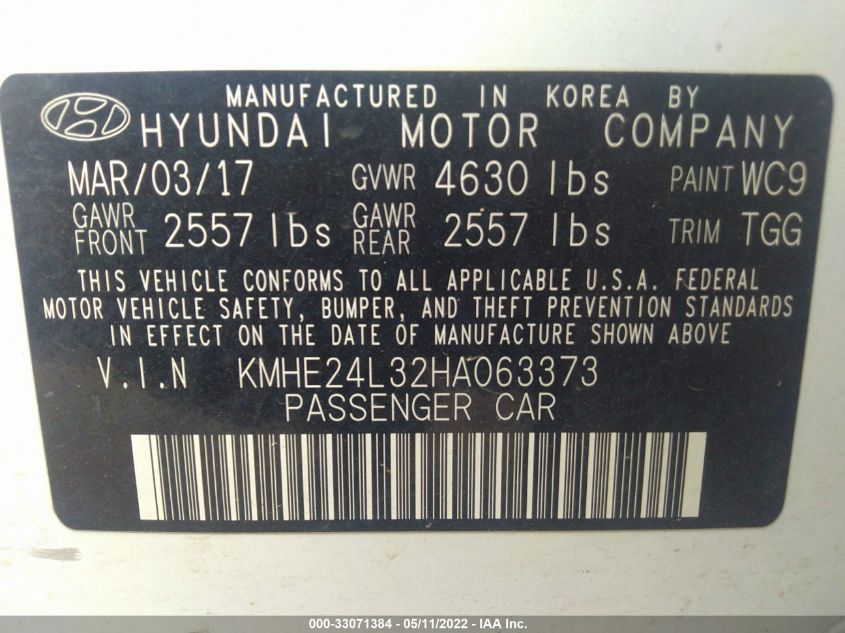 MANUFACTURED IN KOREA BY
HYUNDAI MOTOR COMPANY
MAR/03/17 GVWR 4630 lbs PAINT WC9
GAWR FRONT 2557 lbs GAWR REAR 2557 lbs TRIM TGG
THIS VEHICLE CONFORMS TO ALL APPLICABLE U.S.A. FEDERAL
MOTOR VEHICLE SAFETY, BUMPER, AND THEFT PREVENTION STANDARDS
IN EFFECT ON THE DATE OF MANUFACTURE SHOWN ABOVE
V.I.N KMHE24L32HA063373
PASSENGER CAR
000-33071384 - 05/11/2022 - IAA Inc.